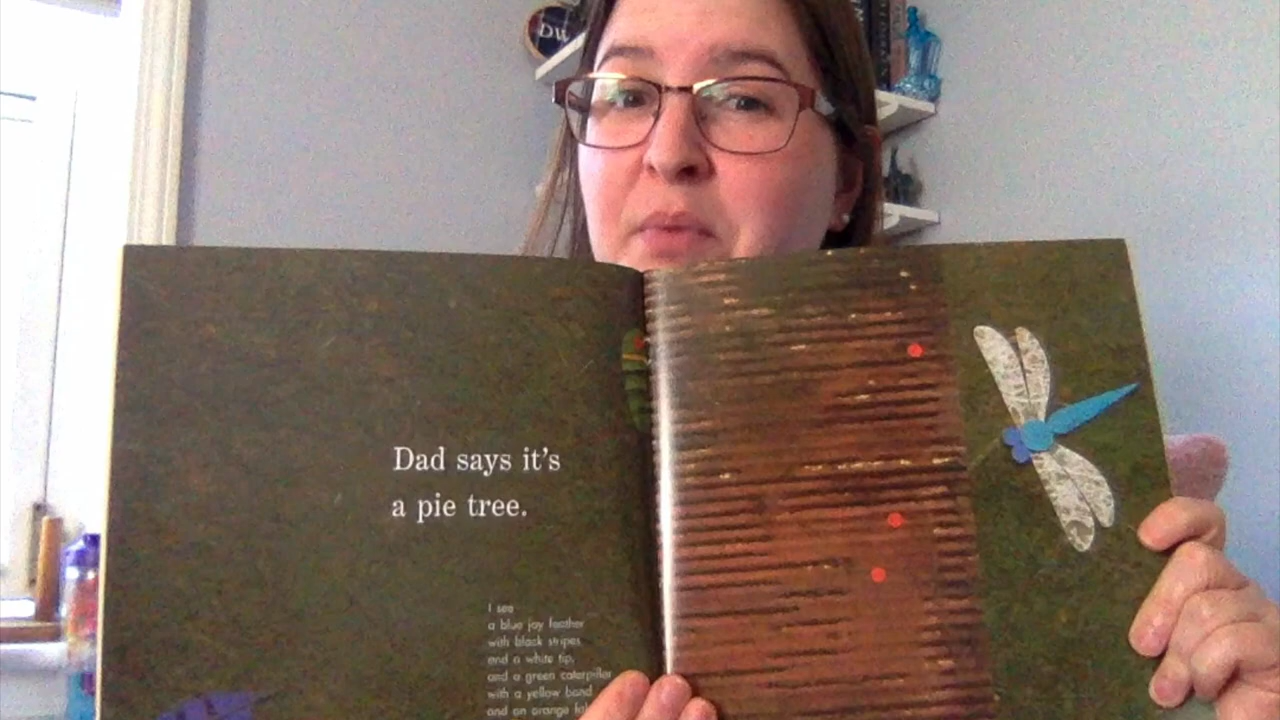 DW
Dad says it's
a pie tree.
I see
a blue jay feather
with black stripes
and a white tip,
and a green caterpillar
with a yellow band
and an orange